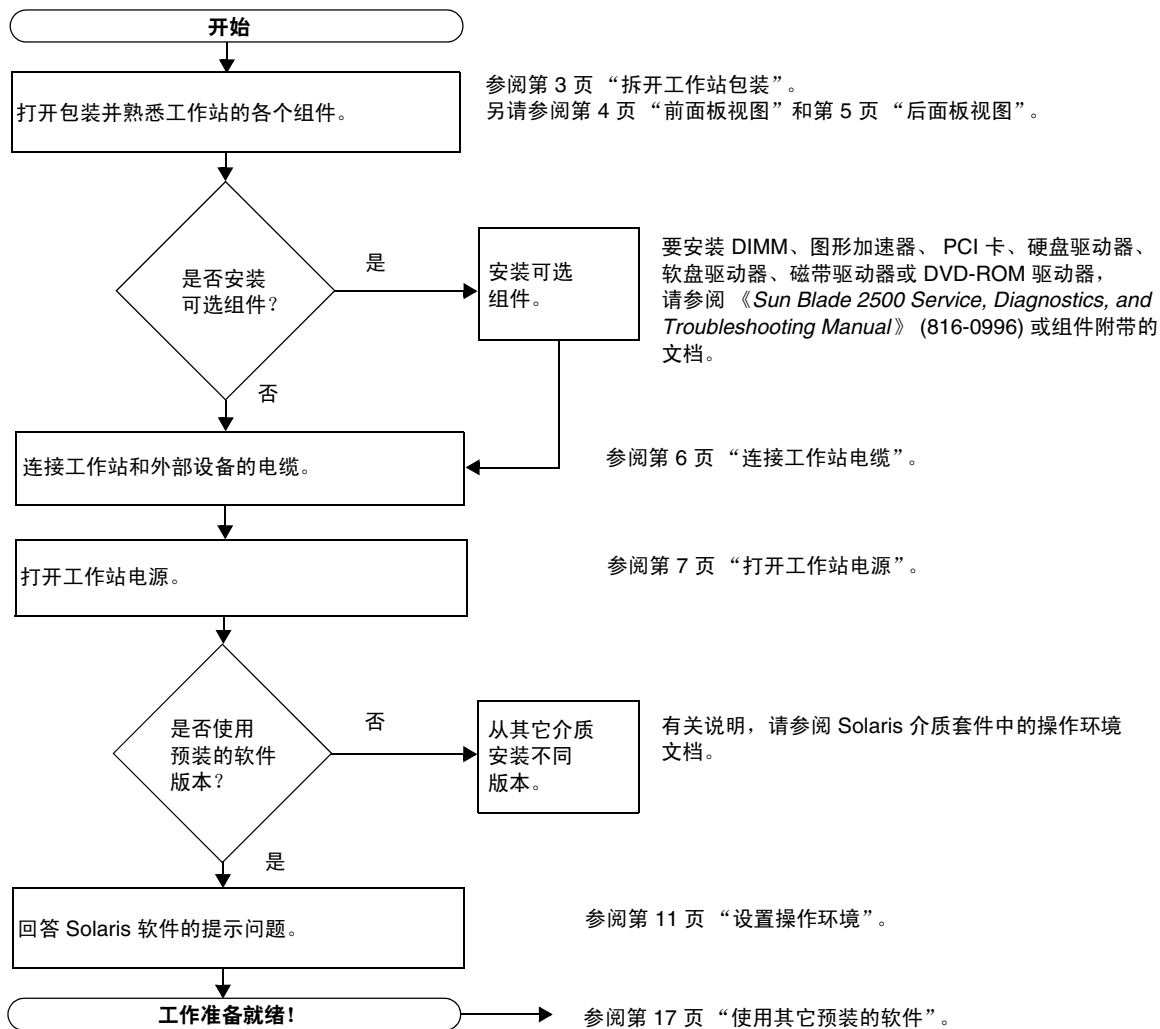 开始
打开包装并熟悉工作站的各个组件。
参阅第 3 页 “拆开工作站包装”。
另请参阅第 4 页 “前面板视图”和第 5 页 “后面板视图”。
是否安装
可选组件？
是
安装可选
组件。
要安装 DIMM、图形加速器、 PCI 卡、硬盘驱动器、
软盘驱动器、磁带驱动器或 DVD-ROM 驱动器，
请参阅 《Sun Blade 2500 Service, Diagnostics, and
Troubleshooting Manual》 (816-0996) 或组件附带的
文档。
否
连接工作站和外部设备的电缆。
参阅第 6 页 “连接工作站电缆”。
打开工作站电源。
参阅第 7 页 “打开工作站电源”。
是否使用
预装的软件
版本？
否
从其它介质
安装不同
版本。
有关说明，请参阅 Solaris 介质套件中的操作环境
文档。
是
回答 Solaris 软件的提示问题。
参阅第 11 页 “设置操作环境”。
工作准备就绪！
参阅第 17 页 “使用其它预装的软件”。